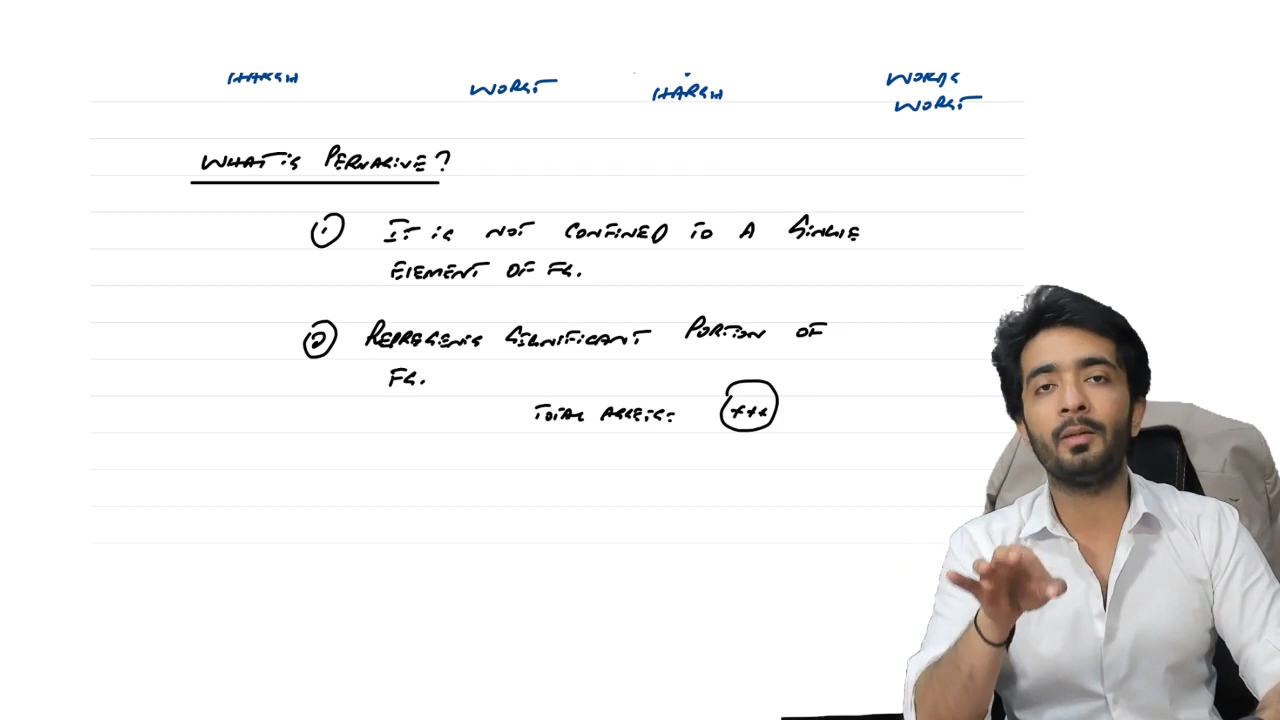 HARSH
WORST
HARSH
WORDS
WORST
WHAT IS PERVASIVE?
① IT IS NOT CONFINED TO A SINGLE
ELEMENT OF FS.
② REPRESENTS SIGNIFICANT PORTION OF
FS.
TOTAL ASSETS: